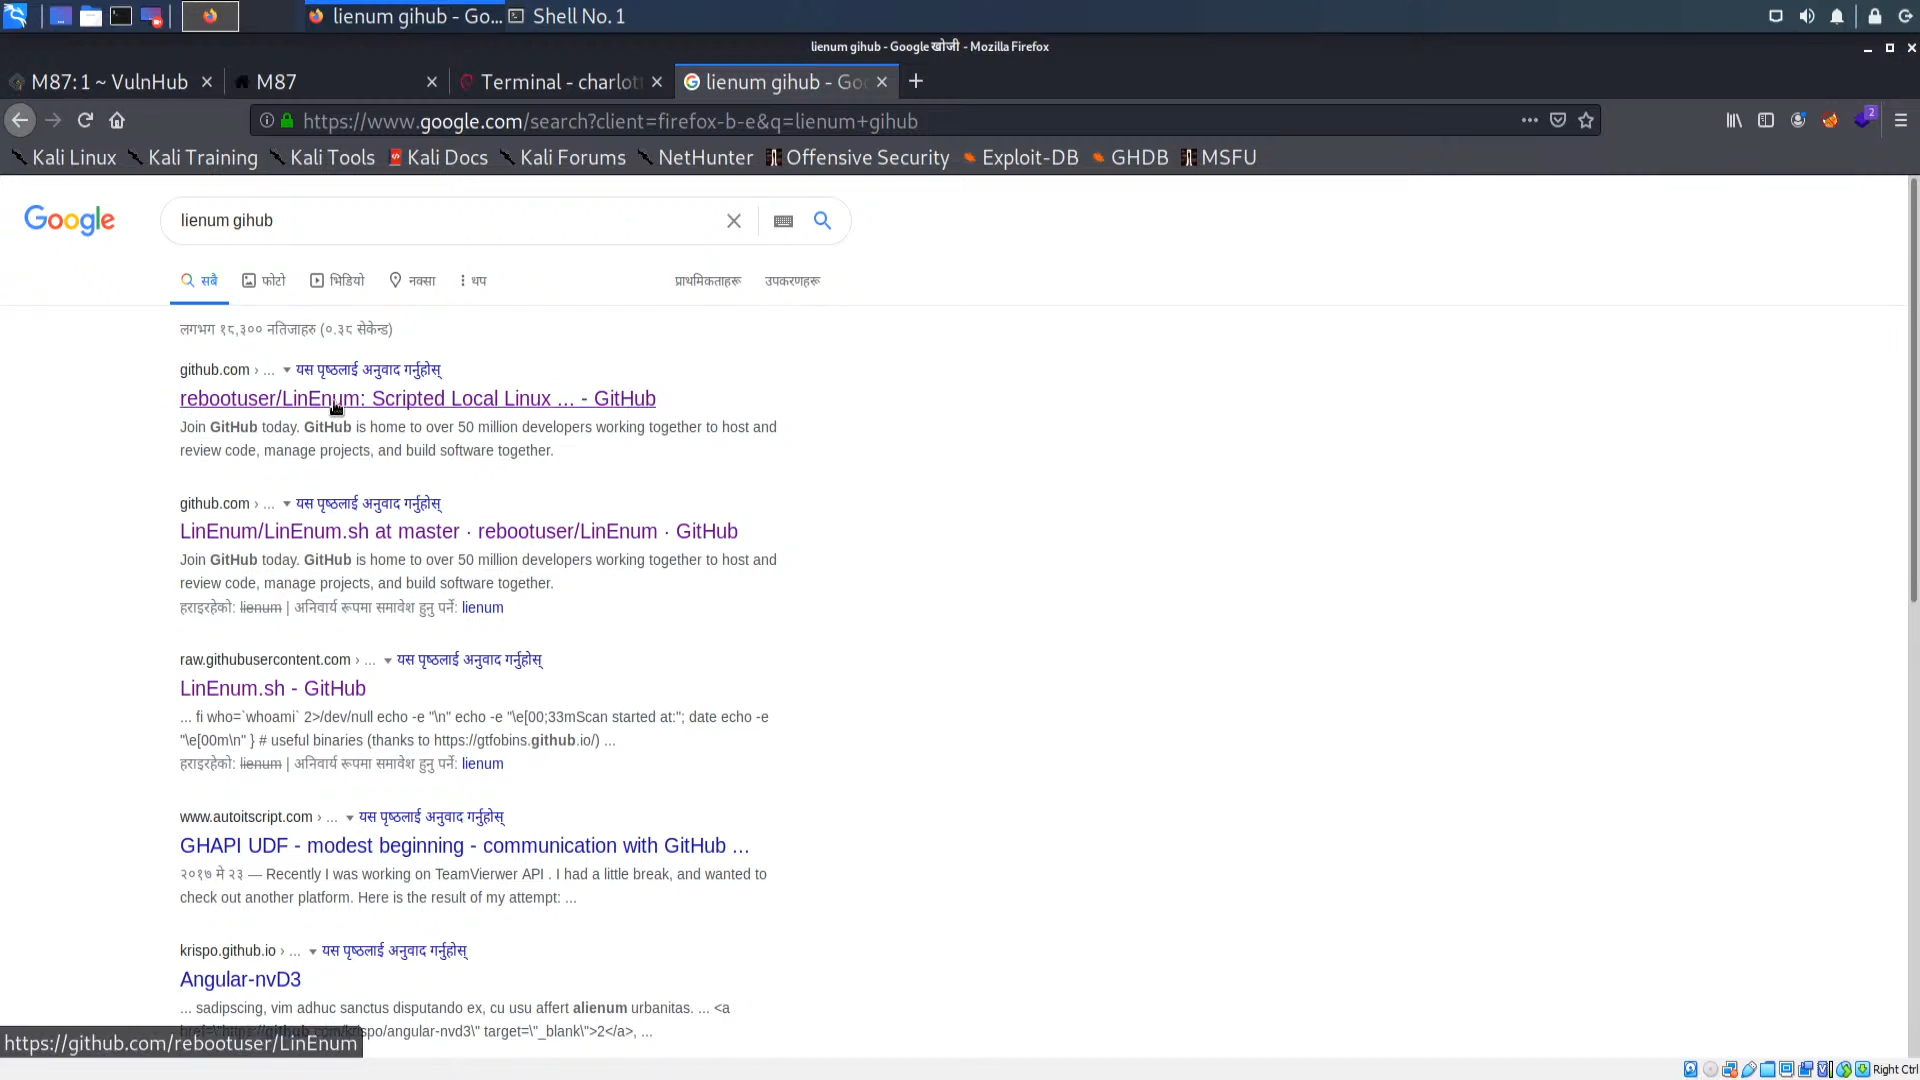 lienum gihub - Go...
Shell No. 1
lienum gihub - Google खोजी - Mozilla Firefox
M87: 1 ~ VulnHub
M87
Terminal - charlot
lienum gihub - Goo
https://www.google.com/search?client=firefox-b-e&q=lienum+gihub
2
Kali Linux
Kali Training
Kali Tools
Kali Docs
Kali Forums
NetHunter
Offensive Security
Exploit-DB
GHDB
MSFU
Google
lienum gihub
सबै
फोटो
भिडियो
नक्सा
थप
प्राथमिकताहरू
उपकरणहरू
लगभग १८,३०० नतिजाहरु (०.३८ सेकेन्ड)
github.com › ... यस पृष्ठलाई अनुवाद गर्नुहोस्
rebootuser/LinEnum: Scripted Local Linux ... - GitHub
Join GitHub today. GitHub is home to over 50 million developers working together to host and
review code, manage projects, and build software together.
github.com › ... यस पृष्ठलाई अनुवाद गर्नुहोस्
LinEnum/LinEnum.sh at master · rebootuser/LinEnum · GitHub
Join GitHub today. GitHub is home to over 50 million developers working together to host and
review code, manage projects, and build software together.
हराइरहेको: lienum | अनिवार्य रूपमा समावेश हुनु पर्ने: lienum
raw.githubusercontent.com › ... यस पृष्ठलाई अनुवाद गर्नुहोस्
LinEnum.sh - GitHub
... fi who=`whoami` 2>/dev/null echo -e "\n" echo -e "\e[00;33mScan started at:"; date echo -e
"\e[00m\n" } # useful binaries (thanks to https://gtfobins.github.io/) ...
हराइरहेको: lienum | अनिवार्य रूपमा समावेश हुनु पर्ने: lienum
www.autoitscript.com › ... यस पृष्ठलाई अनुवाद गर्नुहोस्
GHAPI UDF - modest beginning - communication with GitHub ...
२०१७ मे २३ — Recently I was working on TeamVierwer API . I had a little break, and wanted to
check out another platform. Here is the result of my attempt: ...
krispo.github.io › ... यस पृष्ठलाई अनुवाद गर्नुहोस्
Angular-nvD3
... sadipscing, vim adhuc sanctus disputando ex, cu usu affert alienum urbanitas. ... <a
href=\"https://github.com/krispo/angular-nvd3\" target=\"_blank\">2</a>, ...
https://github.com/rebootuser/LinEnum
Right Ctrl